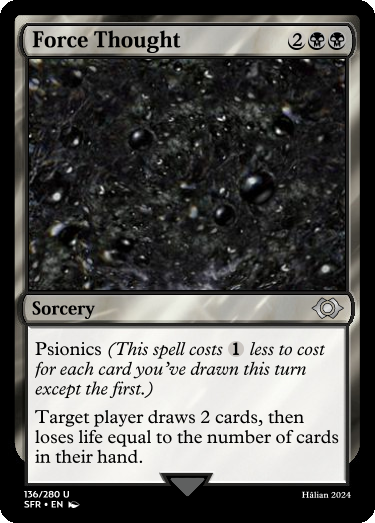 Force Thought 2
Sorcery
Psionics (This spell costs 1 less to cost
for each card you've drawn this turn
except the first.)
Target player draws 2 cards, then
loses life equal to the number of cards
in their hand.
136/280 U
SFR • EN Hālian 2024